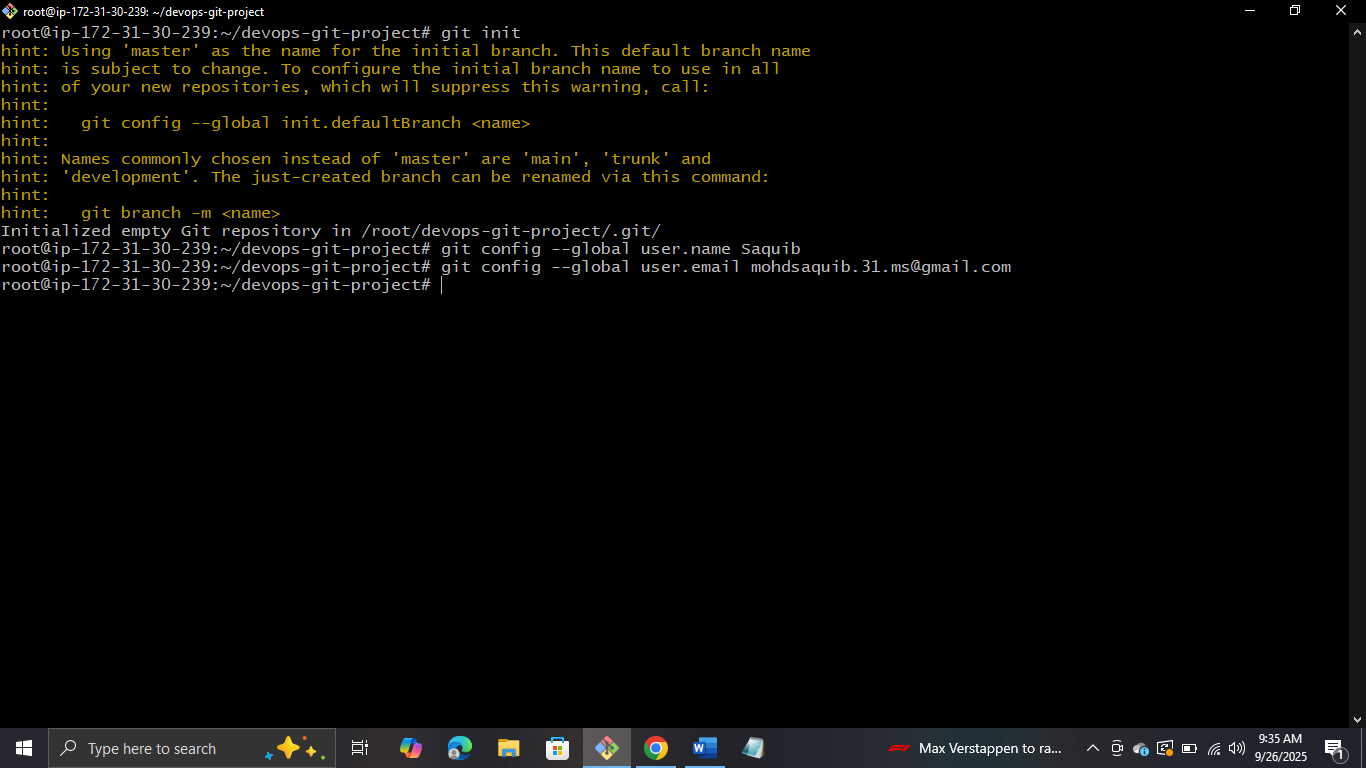 root@ip-172-31-30-239: ~/devops-git-project
root@ip-172-31-30-239:~/devops-git-project# git init
hint: Using 'master' as the name for the initial branch. This default branch name
hint: is subject to change. To configure the initial branch name to use in all
hint: of your new repositories, which will suppress this warning, call:
hint:
hint:   git config --global init.defaultBranch <name>
hint:
hint: Names commonly chosen instead of 'master' are 'main', 'trunk' and
hint: 'development'. The just-created branch can be renamed via this command:
hint:
hint:   git branch -m <name>
Initialized empty Git repository in /root/devops-git-project/.git/
root@ip-172-31-30-239:~/devops-git-project# git config --global user.name Saquib
root@ip-172-31-30-239:~/devops-git-project# git config --global user.email mohdsaquib.31.ms@gmail.com
root@ip-172-31-30-239:~/devops-git-project#
Type here to search
Max Verstappen to ra...
9:35 AM
9/26/2025
1